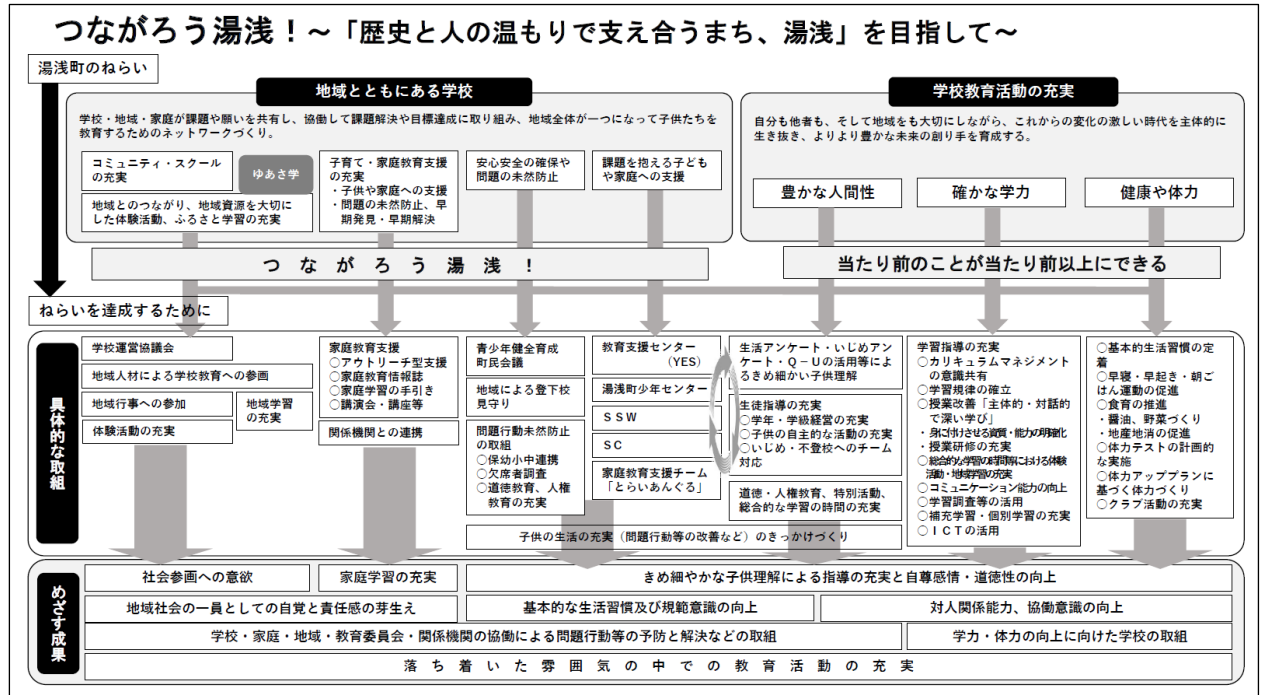 つながろう湯浅！～「歴史と人の温もりで支え合うまち、湯浅」を目指して～
湯浅町のねらい
地域とともにある学校
学校・地域・家庭が課題や願いを共有し、協働して課題解決や目標達成に取り組み、地域全体が一つになって子供たちを
教育するためのネットワークづくり。
コミュニティ・スクール
の充実
ゆあさ学
地域とのつながり、地域資源を大切に
した体験活動、ふるさと学習の充実
子育て・家庭教育支援
の充実
・子供や家庭への支援
・問題の未然防止、早
期発見・早期解決
安心安全の確保や
問題の未然防止
課題を抱える子ども
や家庭への支援
学校教育活動の充実
自分も他者も、そして地域をも大切にしながら、これからの変化の激しい時代を主体的に
生き抜き、よりより豊かな未来の創り手を育成する。
豊かな人間性
確かな学力
健康や体力
つながろう湯浅！
当たり前のことが当たり前以上にできる
ねらいを達成するために
具体的な取組
学校運営協議会
地域人材による学校教育への参画
地域行事への参加
地域学習
の充実
体験活動の充実
家庭教育支援
○アウトリーチ型支援
○家庭教育情報誌
○家庭学習の手引き
○講演会・講座等
関係機関との連携
青少年健全育成
町民会議
地域による登下校
見守り
問題行動未然防止
の取組
○保幼小中連携
○欠席者調査
○道徳教育、人権
教育の充実
教育支援センター
（YES）
湯浅町少年センター
ＳＳＷ
ＳＣ
家庭教育支援チーム
「とらいあんぐる」
生活アンケート・いじめアン
ケート・Ｑ－Ｕの活用等によ
るきめ細かい子供理解
生徒指導の充実
○学年・学級経営の充実
○子供の自主的な活動の充実
○いじめ・不登校へのチーム
対応
道徳・人権教育、特別活動、
総合的な学習の時間の充実
子供の生活の充実（問題行動等の改善など）のきっかけづくり
学習指導の充実
○カリキュラムマネジメント
の意識共有
○学習規律の確立
○授業改善「主体的・対話的
で深い学び」
・身に付けさせる資質・能力の明確化
・授業研修の充実
○総合的な学習の時間等における体験
活動・地域学習の充実
○コミュニケーション能力の向上
○学習調査等の活用
○補充学習・個別学習の充実
○ＩＣＴの活用
○基本的生活習慣の定
着
○早寝・早起き・朝ご
はん運動の促進
○食育の推進
・醤油、野菜づくり
・地産地消の促進
○体力テストの計画的
な実施
○体力アッププランに
基づく体力づくり
○クラブ活動の充実
めざす成果
社会参画への意欲
家庭学習の充実
きめ細やかな子供理解による指導の充実と自尊感情・道徳性の向上
地域社会の一員としての自覚と責任感の芽生え
基本的な生活習慣及び規範意識の向上
対人関係能力、協働意識の向上
学校・家庭・地域・教育委員会・関係機関の協働による問題行動等の予防と解決などの取組
学力・体力の向上に向けた学校の取組
落ち着いた雰囲気の中での教育活動の充実